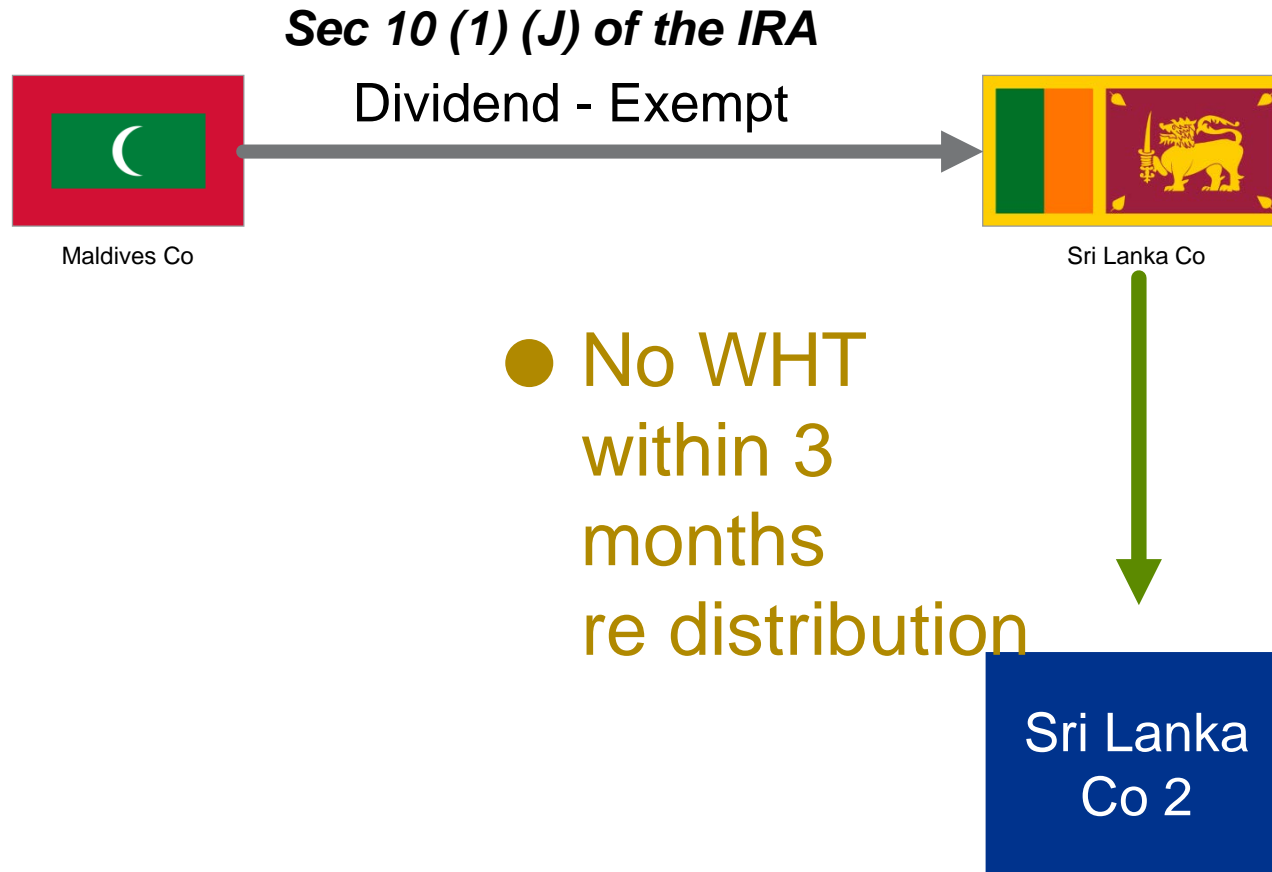 Sec 10 (1) (J) of the IRA
Dividend - Exempt
Maldives Co
Sri Lanka Co
● No WHT
within 3
months
re distribution
Sri Lanka
Co 2